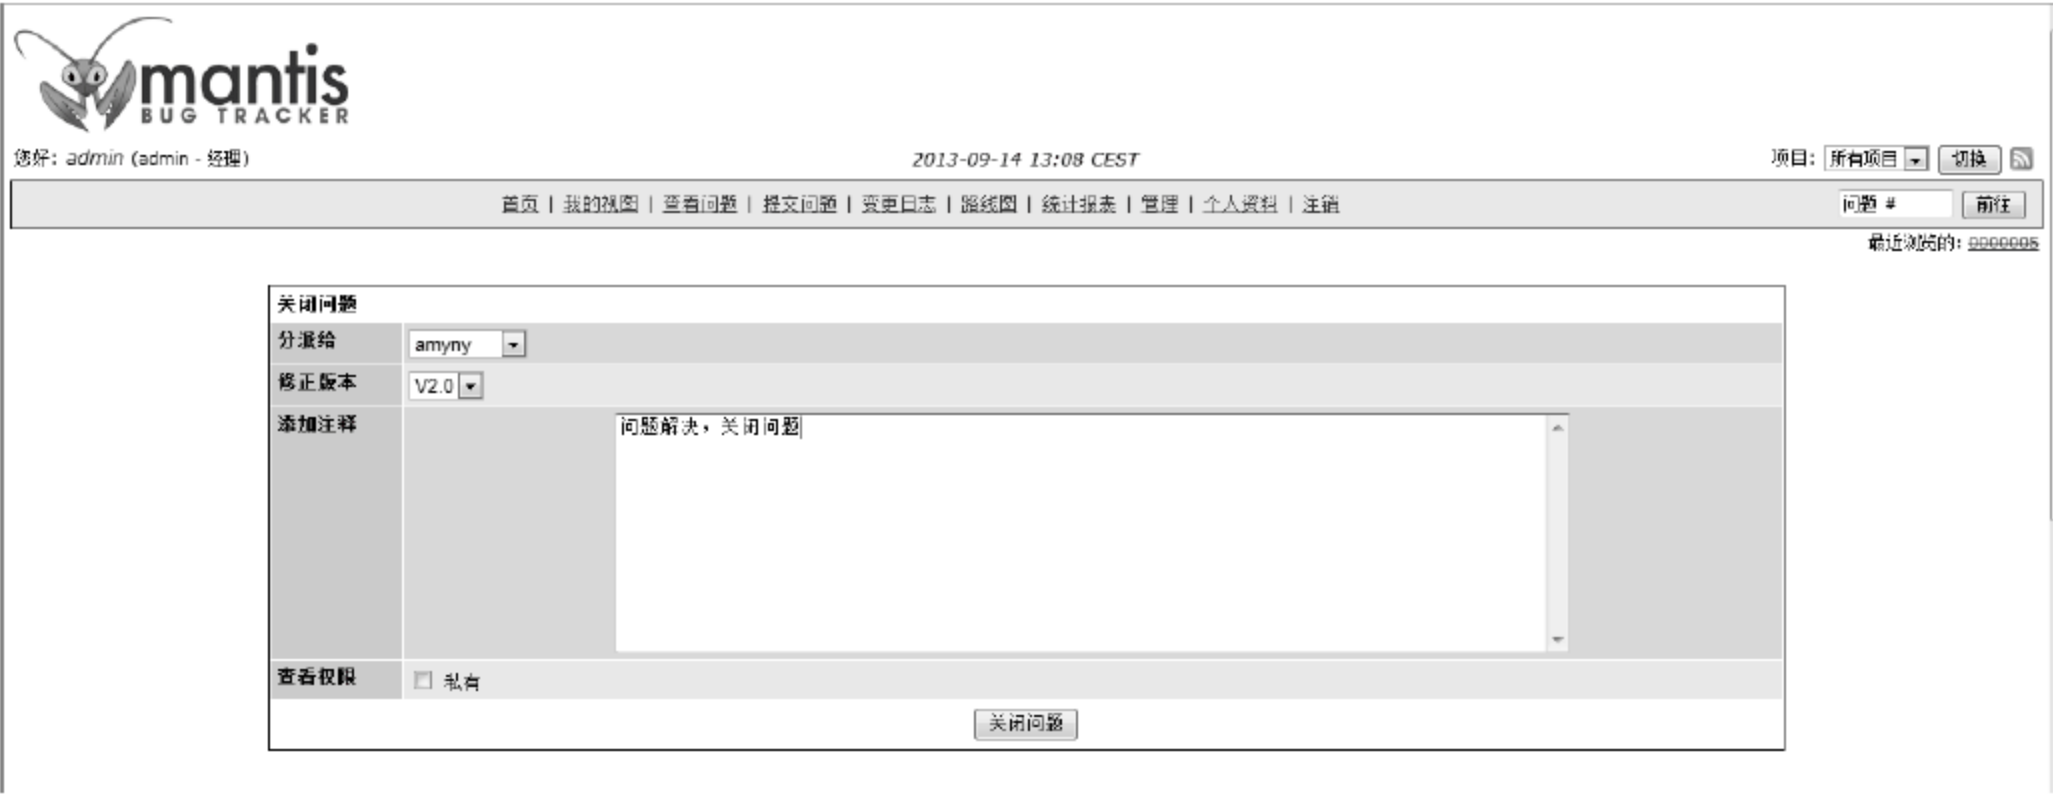 mantis
BUG TRACKER
您好: admin (admin - 经理)
2013-09-14 13:08 CEST
项目: 所有项目 切换
首页 | 我的视图 | 查看问题 | 提交问题 | 变更日志 | 路线图 | 统计报表 | 管理 | 个人资料 | 注销
问题 # 前往
最近浏览的: 0000005
关闭问题
分派给 amyny
修正版本 V2.0
添加注释 问题解决，关闭问题
查看权限 私有
关闭问题